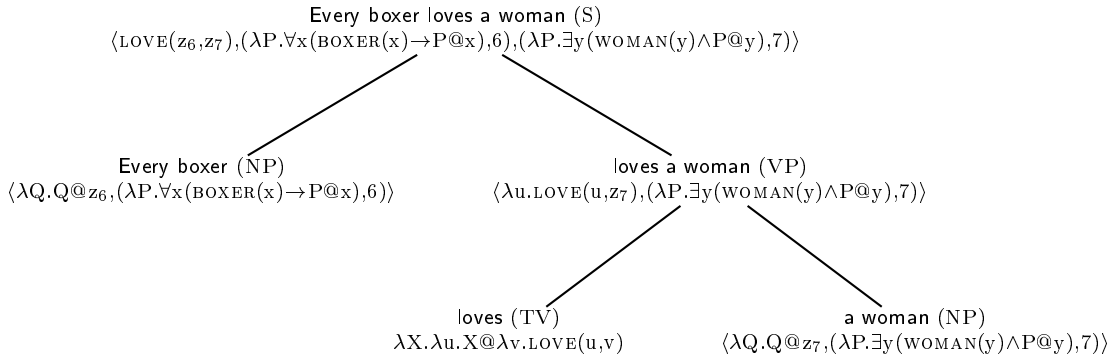 Every boxer loves a woman (S)
⟨LOVE(z₆,z₇),(λP.∀x(BOXER(x)→P@x),6),(λP.∃y(WOMAN(y)∧P@y),7)⟩
Every boxer (NP)
⟨λQ.Q@z₆,(λP.∀x(BOXER(x)→P@x),6)⟩
loves a woman (VP)
⟨λu.LOVE(u,z₇),(λP.∃y(WOMAN(y)∧P@y),7)⟩
loves (TV)
λX.λu.X@λv.LOVE(u,v)
a woman (NP)
⟨λQ.Q@z₇,(λP.∃y(WOMAN(y)∧P@y),7)⟩